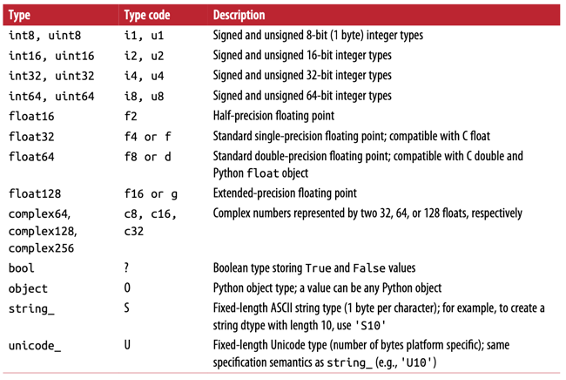 Type Type code Description
int8, uint8 i1, u1 Signed and unsigned 8-bit (1 byte) integer types
int16, uint16 i2, u2 Signed and unsigned 16-bit integer types
int32, uint32 i4, u4 Signed and unsigned 32-bit integer types
int64, uint64 i8, u8 Signed and unsigned 64-bit integer types
float16 f2 Half-precision floating point
float32 f4 or f Standard single-precision floating point; compatible with C float
float64 f8 or d Standard double-precision floating point; compatible with C double and
Python float object
float128 f16 or g Extended-precision floating point
complex64, c8, c16, Complex numbers represented by two 32, 64, or 128 floats, respectively
complex128, c32
complex256
bool ? Boolean type storing True and False values
object O Python object type; a value can be any Python object
string_ S Fixed-length ASCII string type (1 byte per character); for example, to create a
string dtype with length 10, use 'S10'
unicode_ U Fixed-length Unicode type (number of bytes platform specific); same
specification semantics as string_ (e.g., 'U10')